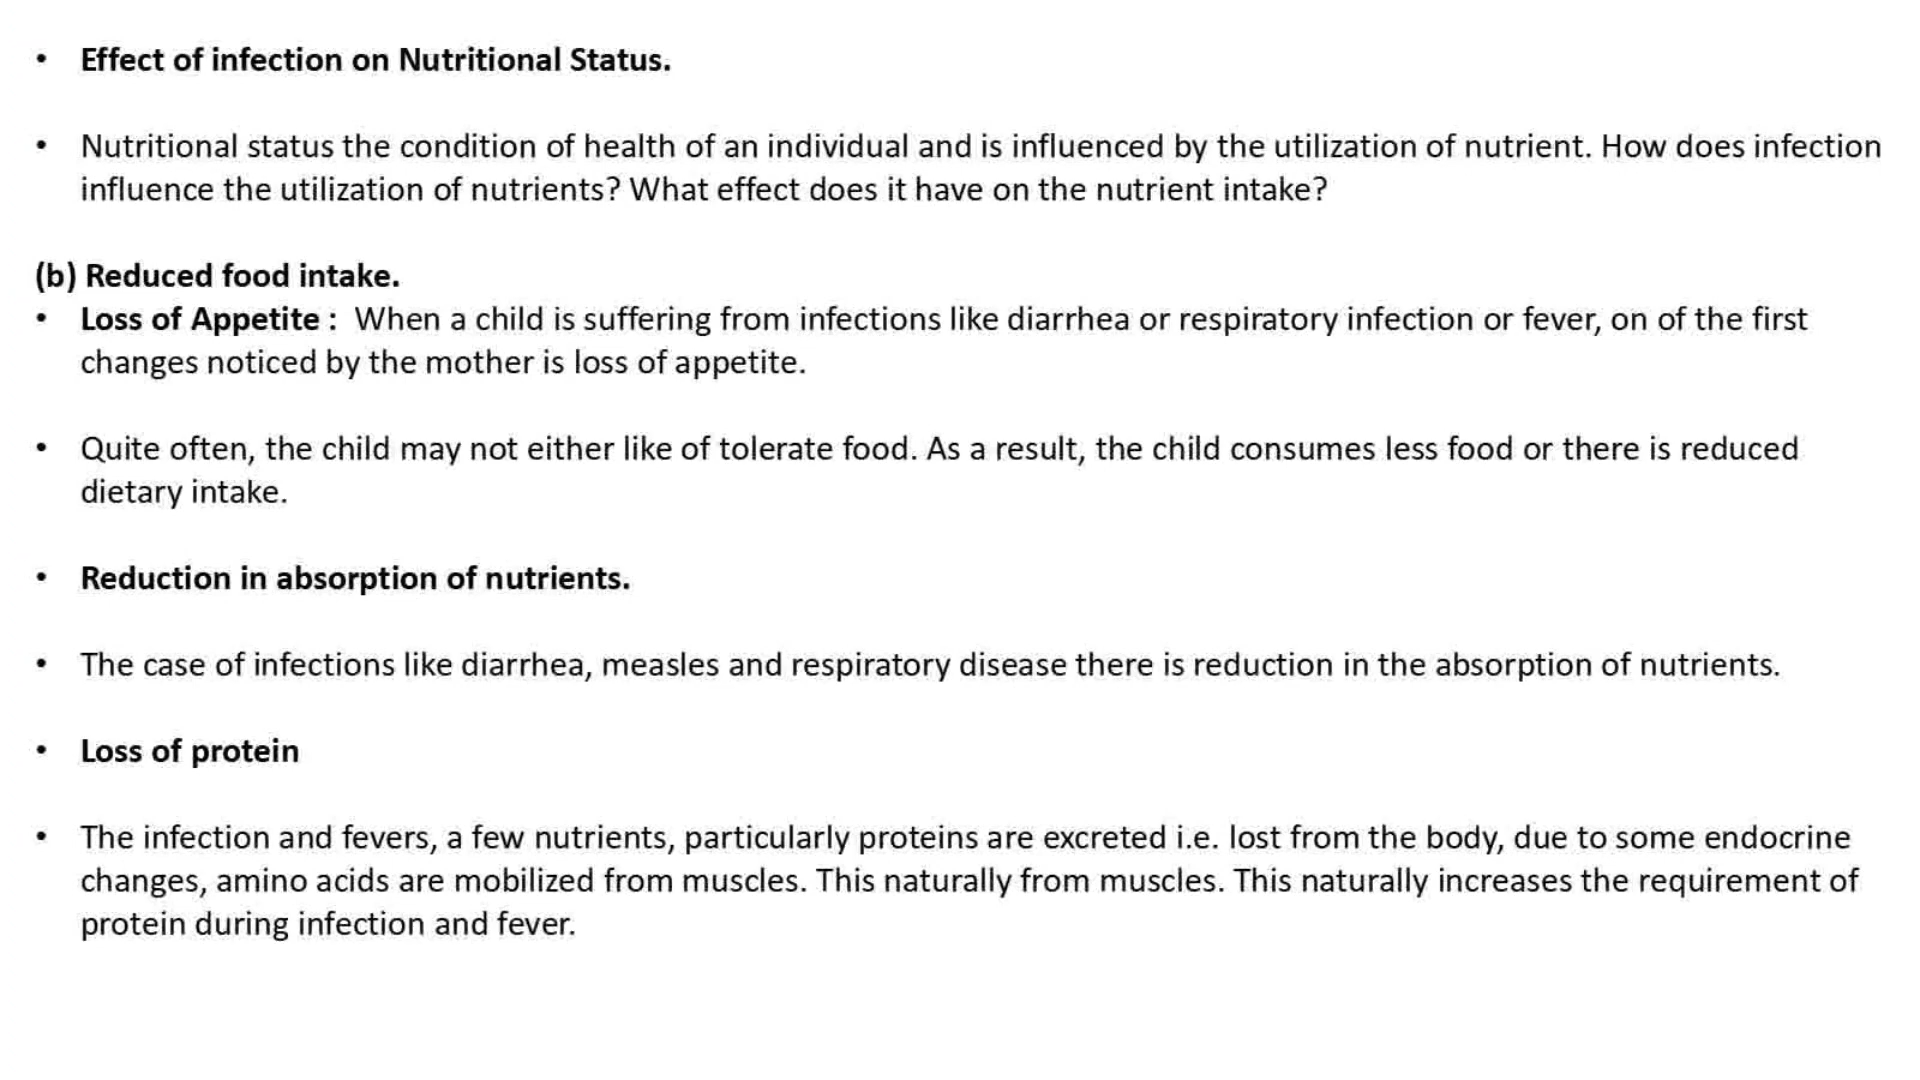 • Effect of infection on Nutritional Status.
• Nutritional status the condition of health of an individual and is influenced by the utilization of nutrient. How does infection
influence the utilization of nutrients? What effect does it have on the nutrient intake?
(b) Reduced food intake.
• Loss of Appetite :  When a child is suffering from infections like diarrhea or respiratory infection or fever, on of the first
changes noticed by the mother is loss of appetite.
• Quite often, the child may not either like of tolerate food. As a result, the child consumes less food or there is reduced
dietary intake.
• Reduction in absorption of nutrients.
• The case of infections like diarrhea, measles and respiratory disease there is reduction in the absorption of nutrients.
• Loss of protein
• The infection and fevers, a few nutrients, particularly proteins are excreted i.e. lost from the body, due to some endocrine
changes, amino acids are mobilized from muscles. This naturally from muscles. This naturally increases the requirement of
protein during infection and fever.